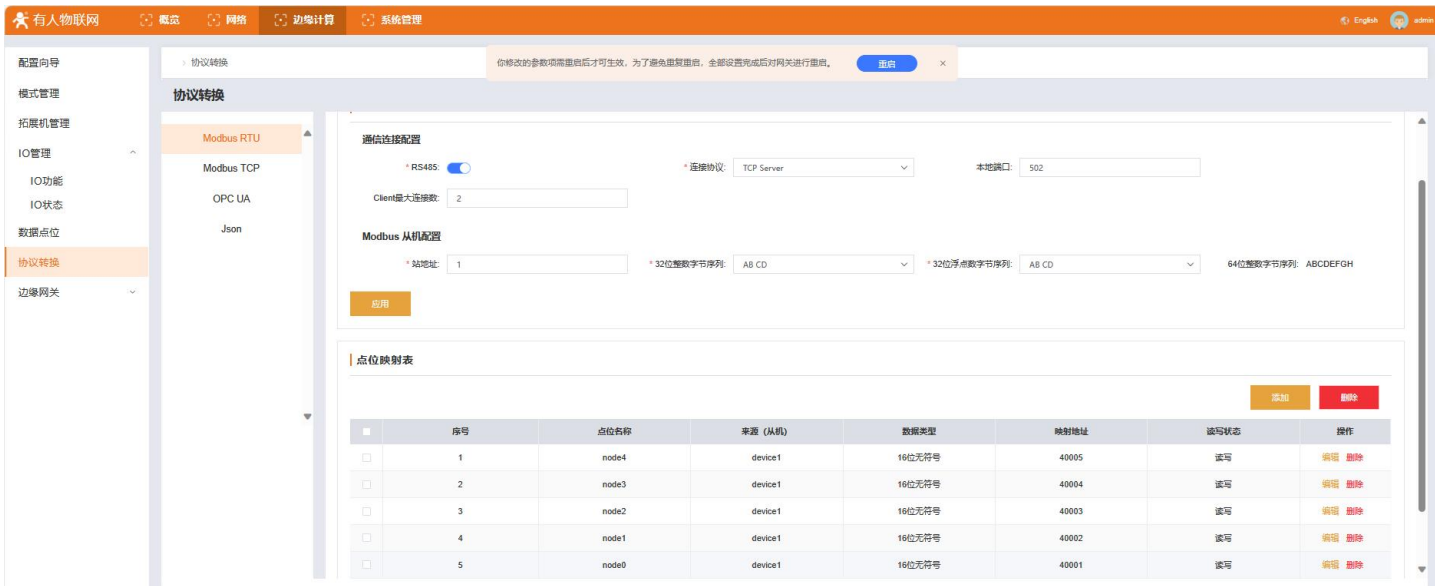 有人物联网 概览 网络 边缘计算 系统管理 English admin
配置向导
模式管理
拓展机管理
IO管理
IO功能
IO状态
数据点位
协议转换
边缘网关
> 协议转换
你修改的参数项需重启后才可生效，为了避免重复重启，全部设置完成后对网关进行重启。 重启 ×
协议转换
Modbus RTU
Modbus TCP
OPC UA
Json
通信连接配置
* RS485: * 连接协议: TCP Server 本地端口: 502
Client最大连接数: 2
Modbus 从机配置
* 站地址: 1 * 32位整数字节序列: AB CD * 32位浮点数字节序列: AB CD 64位整数字节序列: ABCDEFGH
应用
点位映射表
添加 删除
序号 点位名称 来源 (从机) 数据类型 映射地址 读写状态 操作
1 node4 device1 16位无符号 40005 读写 编辑 删除
2 node3 device1 16位无符号 40004 读写 编辑 删除
3 node2 device1 16位无符号 40003 读写 编辑 删除
4 node1 device1 16位无符号 40002 读写 编辑 删除
5 node0 device1 16位无符号 40001 读写 编辑 删除